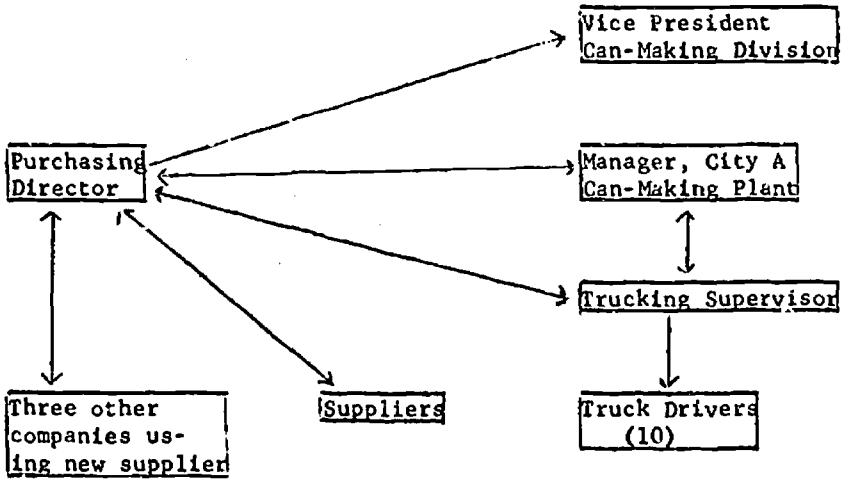 Vice President
Can-Making Division
Purchasing
Director
Manager, City A
Can-Making Plant
Trucking Supervisor
Three other
companies us-
ing new supplier
Suppliers
Truck Drivers
(10)